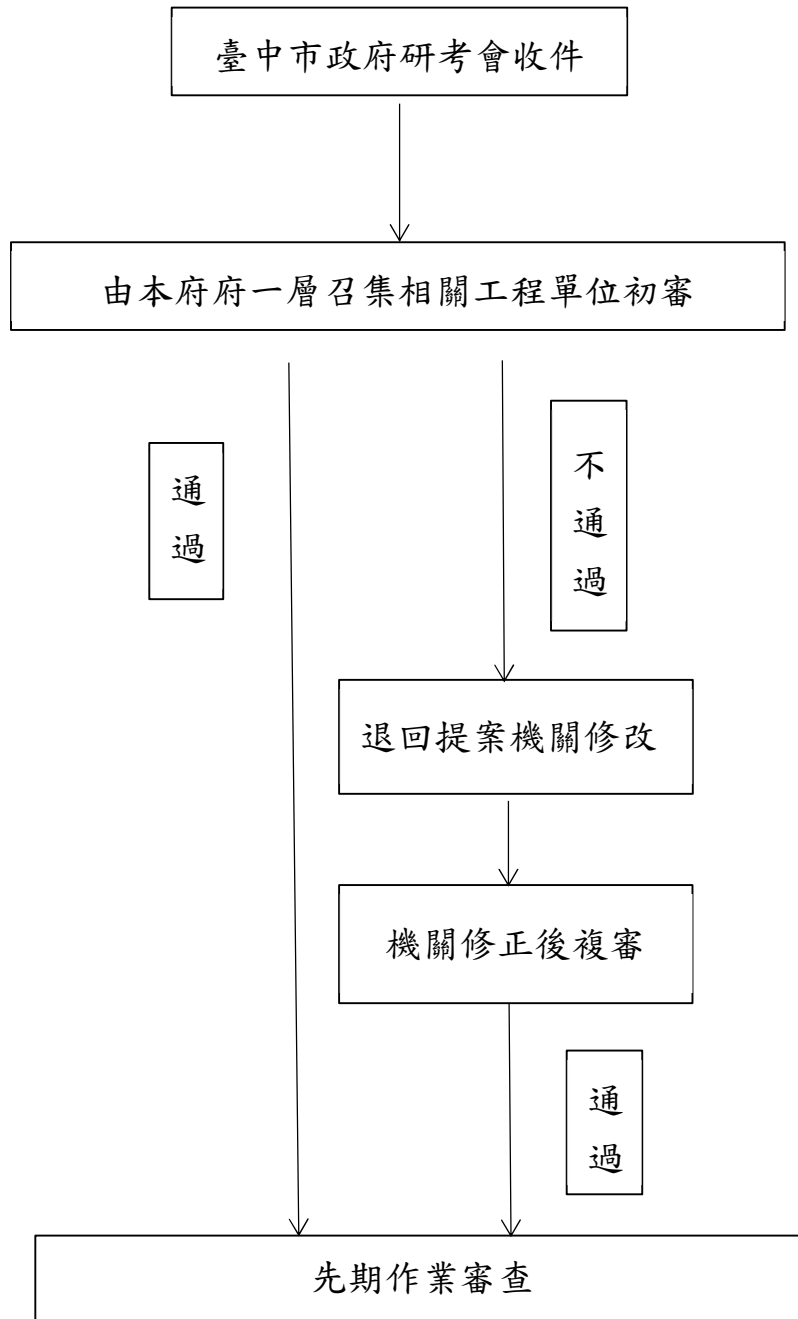 臺中市政府研考會收件
由本府府一層召集相關工程單位初審
通過
不通過
退回提案機關修改
機關修正後複審
通過
先期作業審查